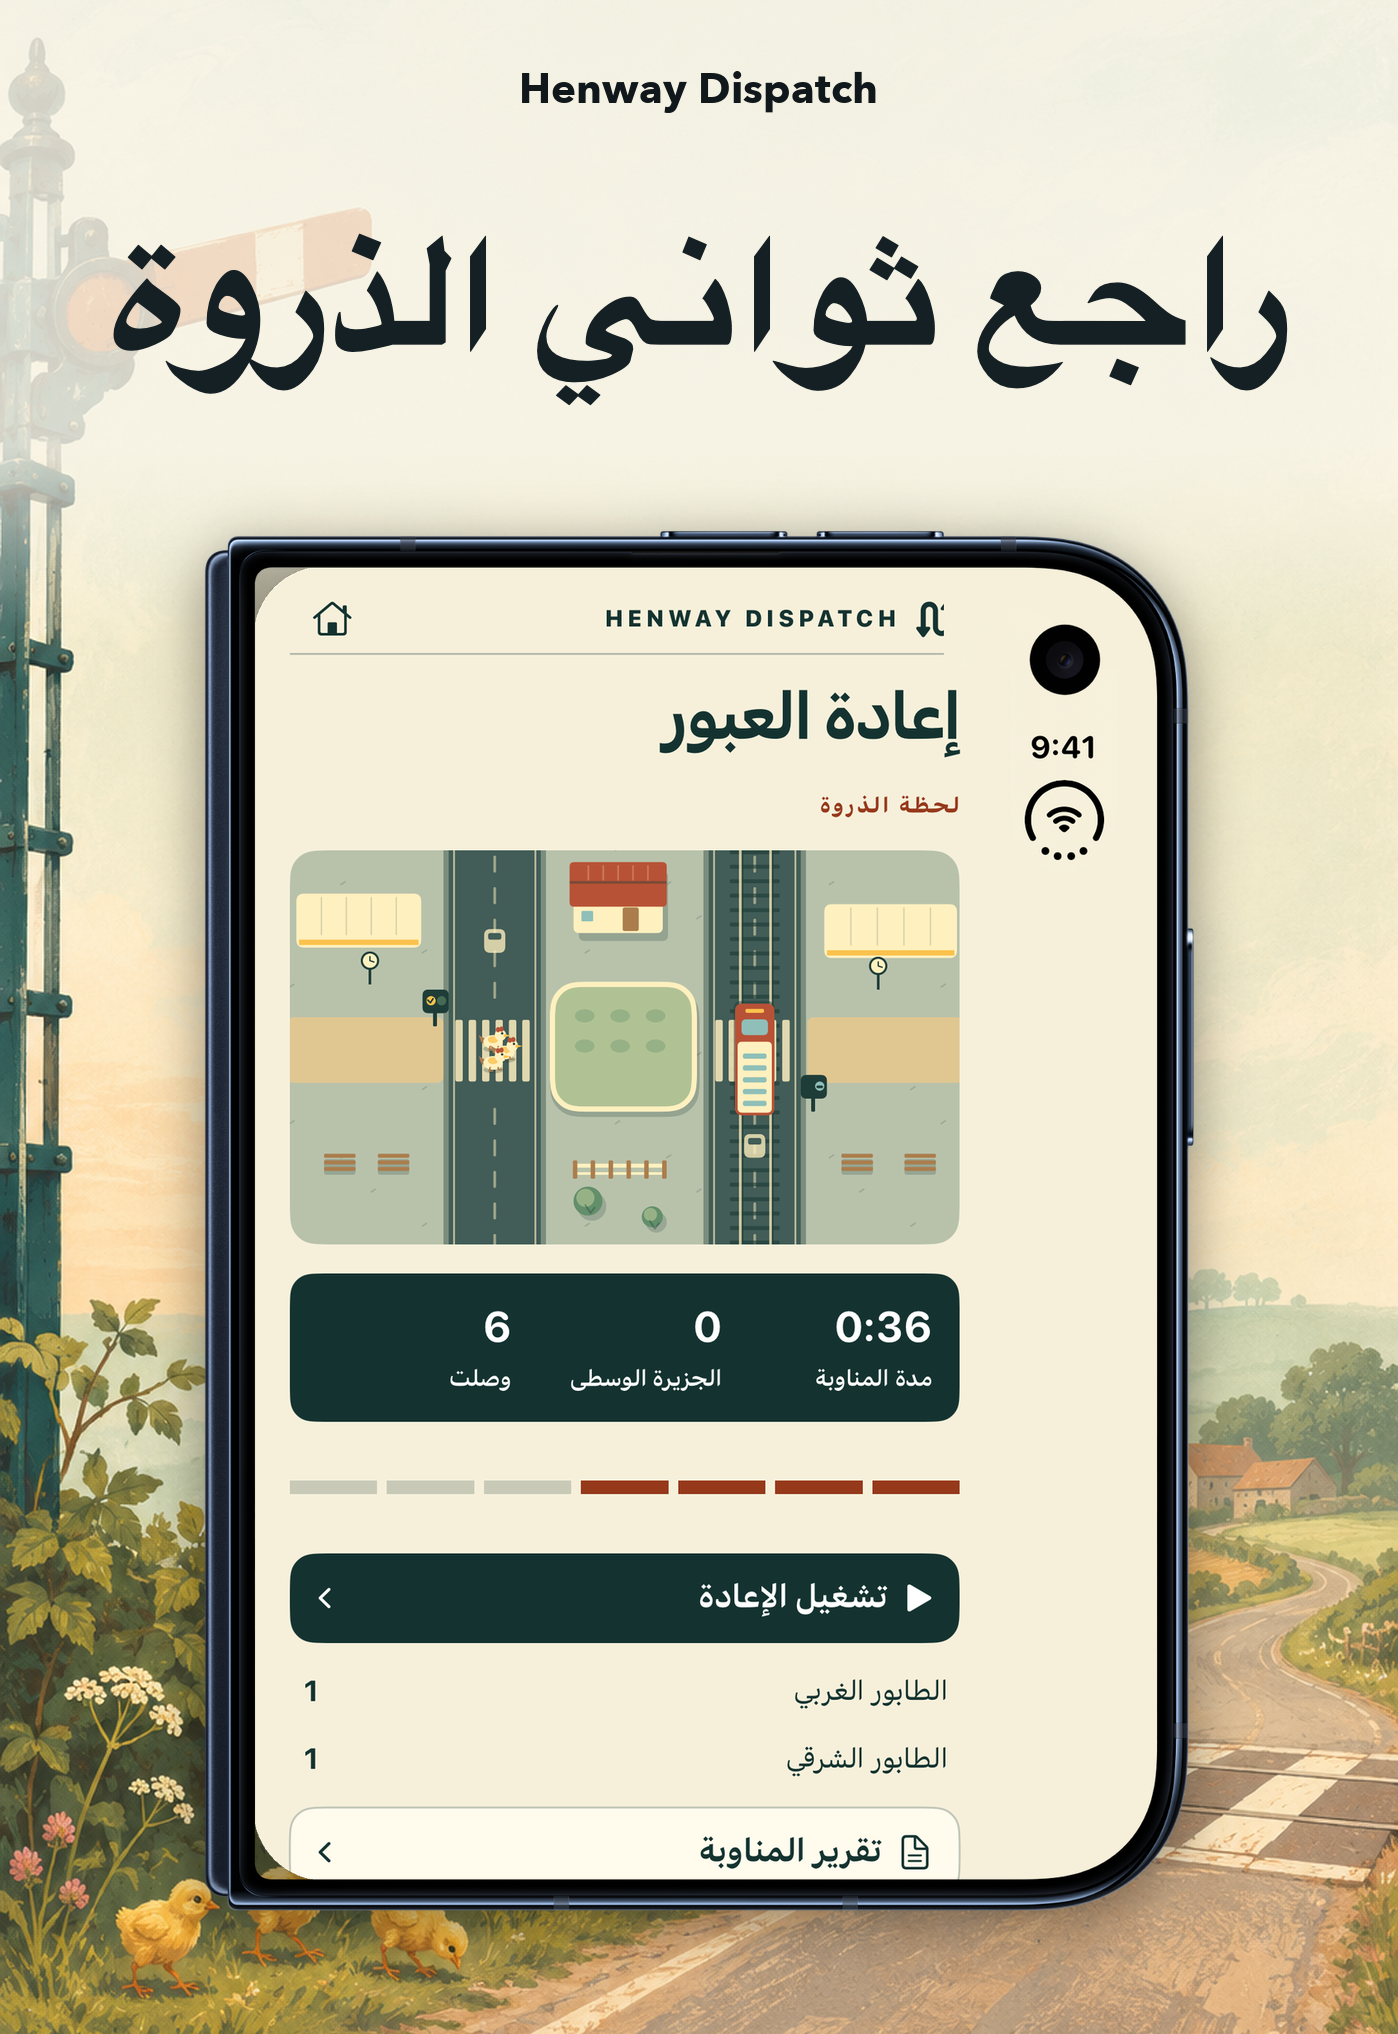 Henway Dispatch
راجع ثواني الذروة
HENWAY DISPATCH
9:41
إعادة العبور
لحظة الذروة
0:36
0
6
مدة المناوبة
الجزيرة الوسطى
وصلت
تشغيل الإعادة
الطابور الغربي 1
الطابور الشرقي 1
تقرير المناوبة